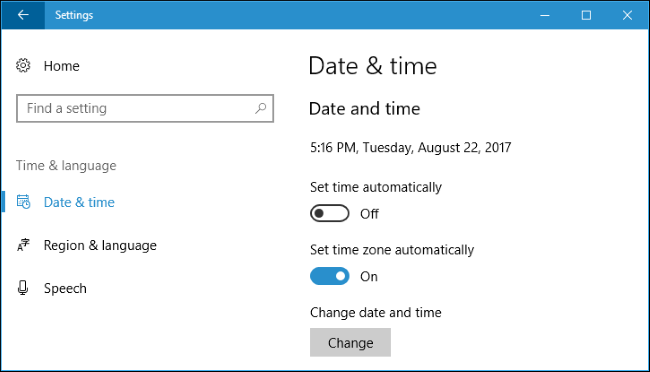 Settings
Home
Find a setting
Time & language
Date & time
Region & language
Speech
Date & time
Date and time
5:16 PM, Tuesday, August 22, 2017
Set time automatically
Off
Set time zone automatically
On
Change date and time
Change